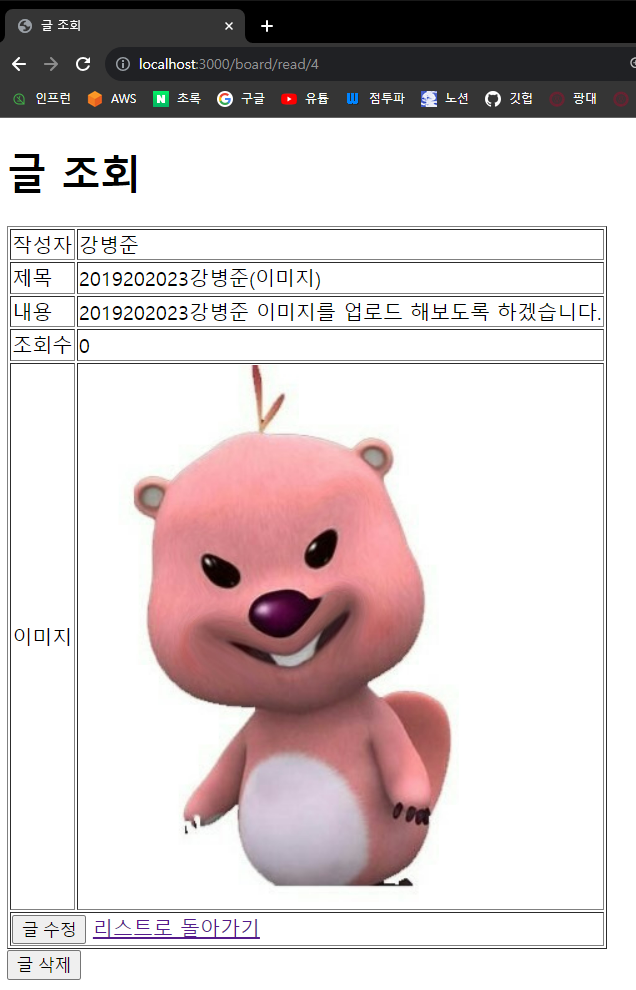 글 조회
localhost:3000/board/read/4
인프런 AWS 초록 구글 유튭 점투파 노션 깃헙 팡대
글 조회
작성자 강병준
제목 2019202023강병준(이미지)
내용 2019202023강병준 이미지를 업로드 해보도록 하겠습니다.
조회수 0
이미지
글 수정 리스트로 돌아가기
글 삭제